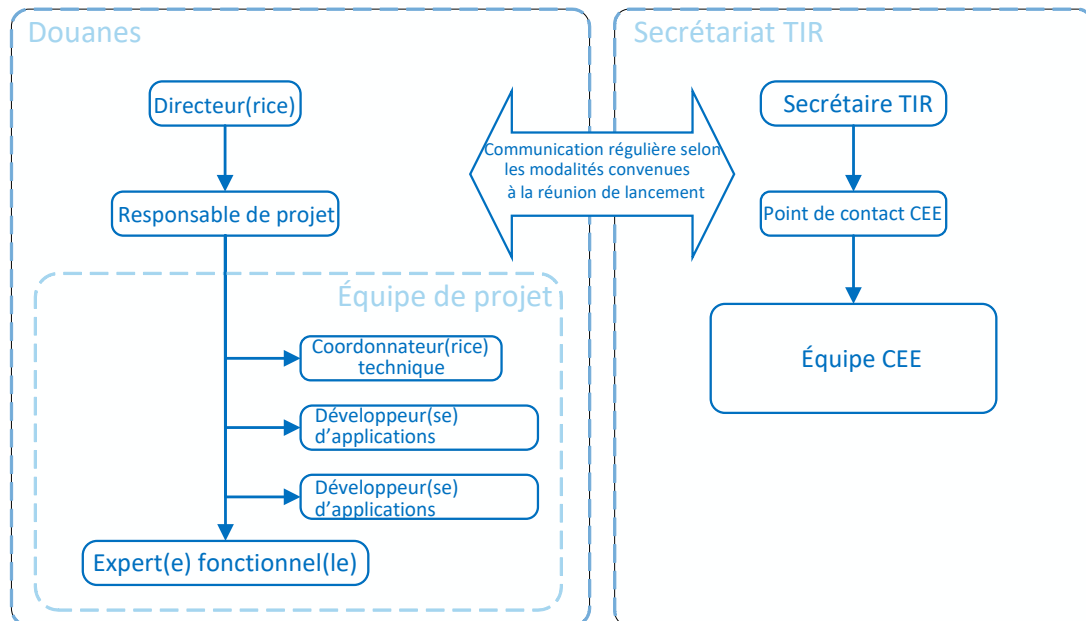 Douanes
Directeur(rice)
Responsable de projet
Équipe de projet
Coordonnateur(rice)
technique
Développeur(se)
d’applications
Développeur(se)
d’applications
Expert(e) fonctionnel(le)
Communication régulière selon
les modalités convenues
à la réunion de lancement
Secrétariat TIR
Secrétaire TIR
Point de contact CEE
Équipe CEE